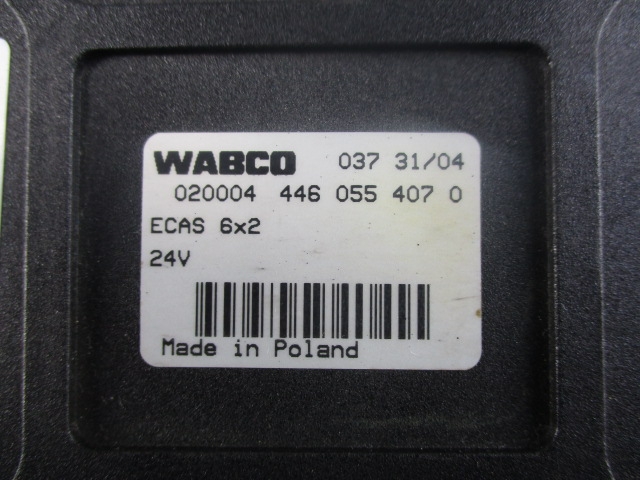 WABCO 037 31/04
020004 446 055 407 0
ECAS 6x2
24V
Made in Poland